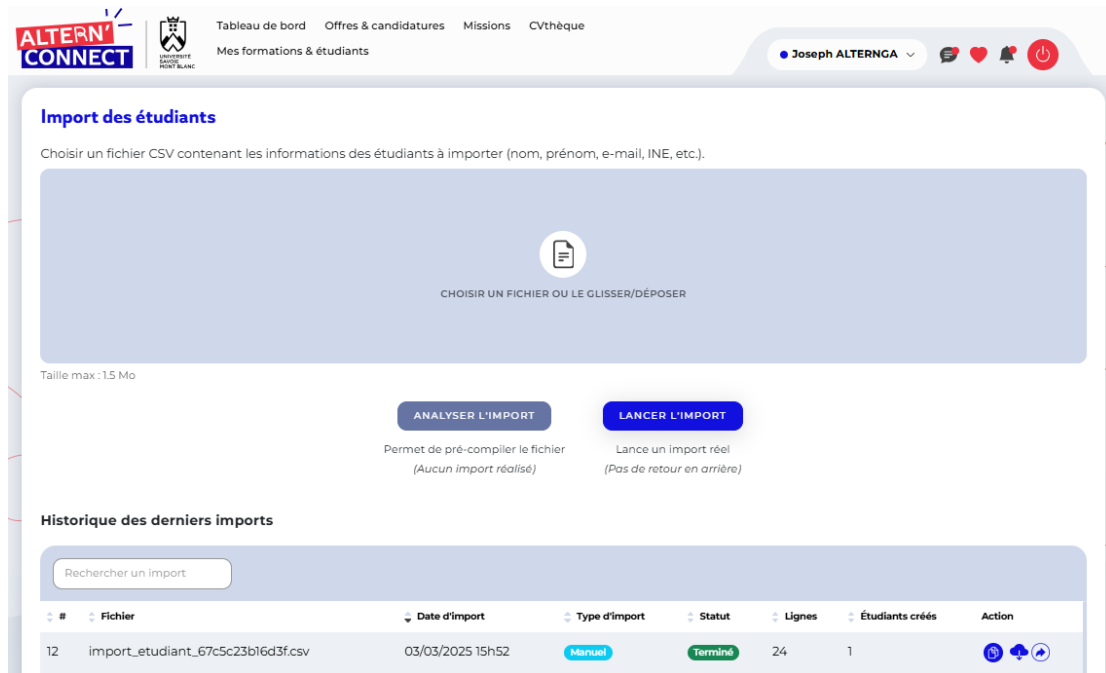 ALTERN'
CONNECT
UNIVERSITÉ
SAVOIE
MONT BLANC
Tableau de bord Offres & candidatures Missions CVthèque
Mes formations & étudiants
Joseph ALTERNGA
Import des étudiants
Choisir un fichier CSV contenant les informations des étudiants à importer (nom, prénom, e-mail, INE, etc.).
CHOISIR UN FICHIER OU LE GLISSER/DÉPOSER
Taille max : 1.5 Mo
ANALYSER L'IMPORT LANCER L'IMPORT
Permet de pré-compiler le fichier Lance un import réel
(Aucun import réalisé) (Pas de retour en arrière)
Historique des derniers imports
Rechercher un import
# Fichier Date d'import Type d'import Statut Lignes Étudiants créés Action
12 import_etudiant_67c5c23b16d3f.csv 03/03/2025 15h52 Manuel Terminé 24 1